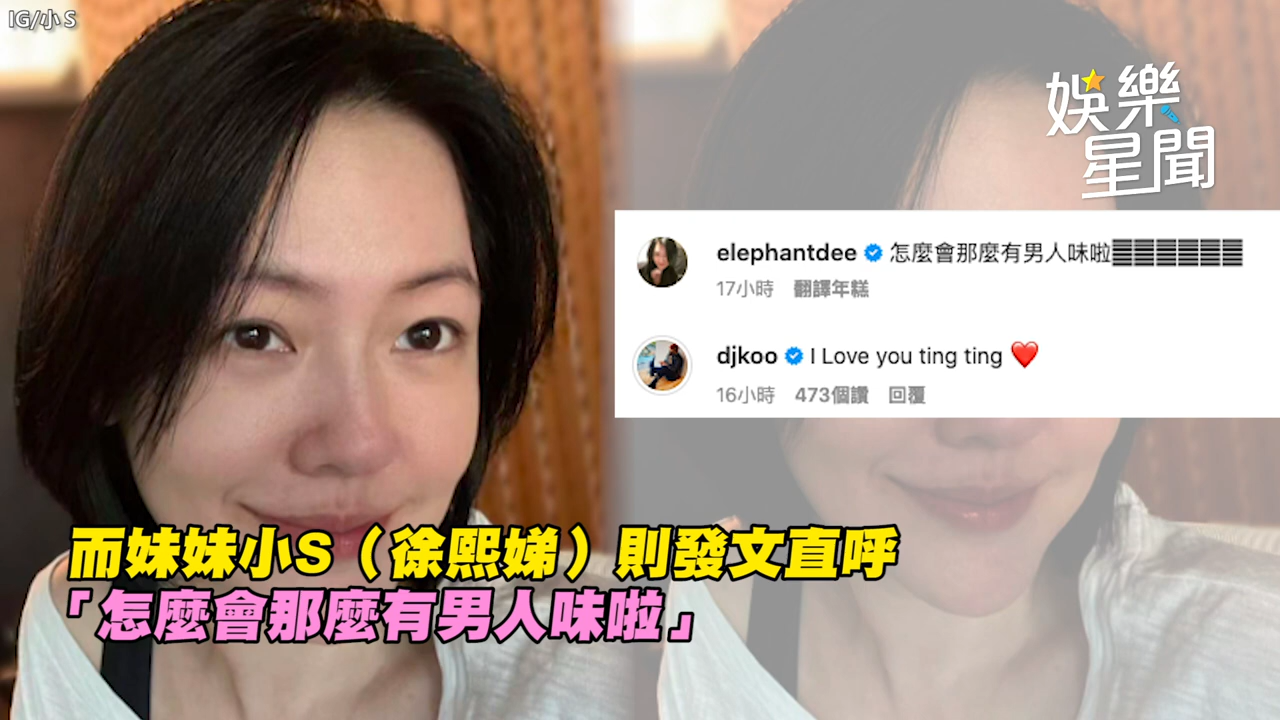 IG/小S
娛樂
星聞
elephantdee 怎麼會那麼有男人味啦
17小時 翻譯年糕
djkoo I Love you ting ting ❤️
16小時 473個讚 回覆
而妹妹小S（徐熙娣）則發文直呼
「怎麼會那麼有男人味啦」